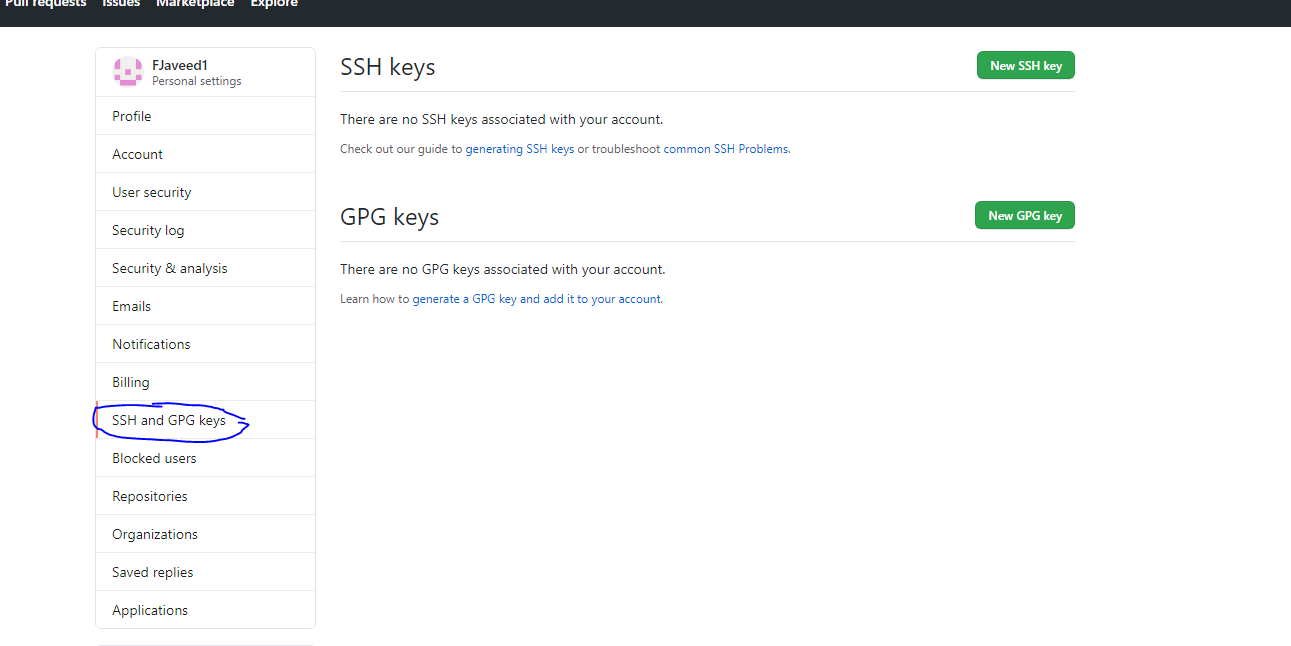 Pull requests Issues Marketplace Explore
FJaveed1
Personal settings
Profile
Account
User security
Security log
Security & analysis
Emails
Notifications
Billing
SSH and GPG keys
Blocked users
Repositories
Organizations
Saved replies
Applications
SSH keys
New SSH key
There are no SSH keys associated with your account.
Check out our guide to generating SSH keys or troubleshoot common SSH Problems.
GPG keys
New GPG key
There are no GPG keys associated with your account.
Learn how to generate a GPG key and add it to your account.